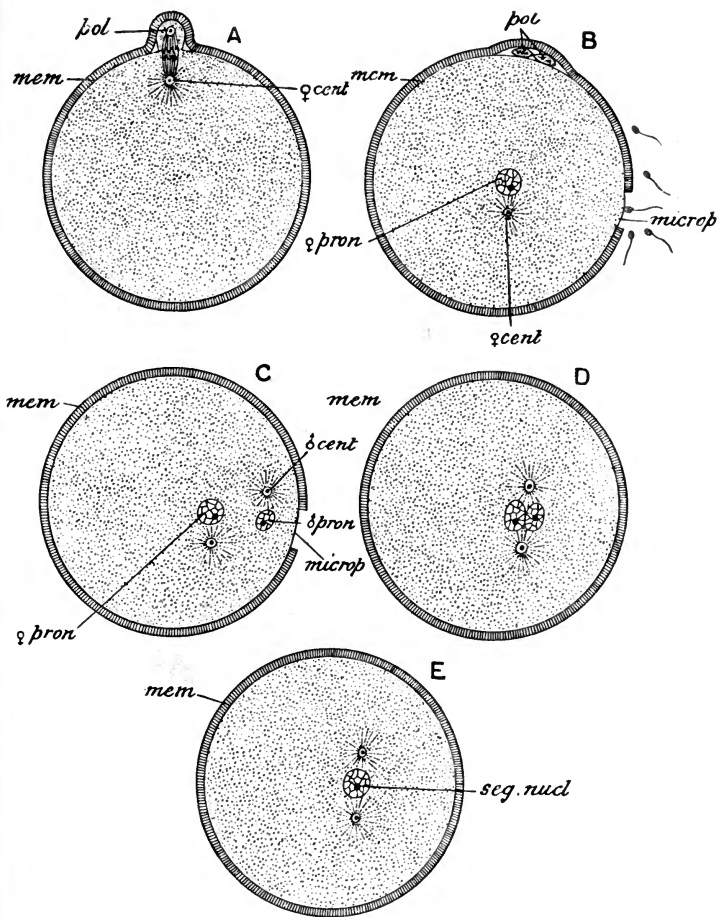 pol
A
mem
♀cent
pol
B
mem
microp
♀pron
♀cent
C
mem
♂cent
♂pron
microp
♀pron
D
mem
E
mem
seg. nucl